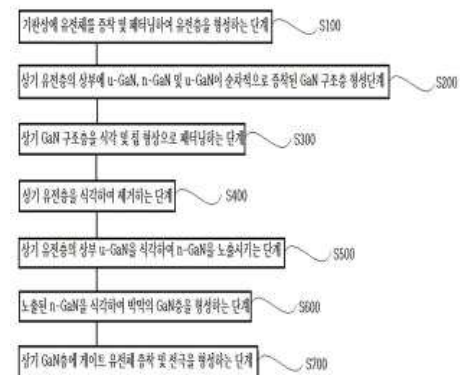 기판상에 유전체를 증착 및 패터닝하여 유전층을 형성하는 단계 S100
상기 유전층의 상부에 u-GaN, n-GaN 및 u-GaN이 순차적으로 증착된 GaN 구조층 형성단계 S200
상기 GaN 구조층을 식각 및 칩 형상으로 패터닝하는 단계 S300
상기 유전층을 식각하여 제거하는 단계 S400
상기 유전층의 상부 u-GaN을 식각하여 n-GaN을 노출시키는 단계 S500
노출된 n-GaN을 식각하여 박막의 GaN층을 형성하는 단계 S600
상기 GaN층에 게이트 유전체 증착 및 전극을 형성하는 단계 S700